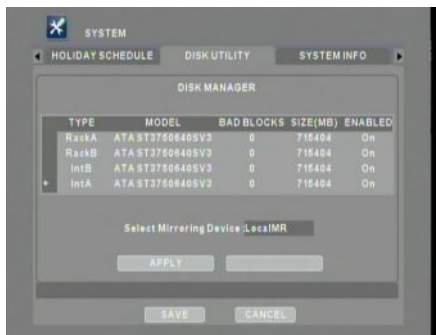 SYSTEM
HOLIDAY SCHEDULE DISK UTILITY SYSTEM INFO
DISK MANAGER
TYPE MODEL BAD BLOCKS SIZE(MB) ENABLED
RackA ATA ST3750640SV3 0 715404 On
RackB ATA ST3750640SV3 0 715404 On
IntB ATA ST3750640SV3 0 715404 On
+ IntA ATA ST3750640SV3 0 715404 On
Select Mirroring Device :LocalMR
APPLY
SAVE CANCEL